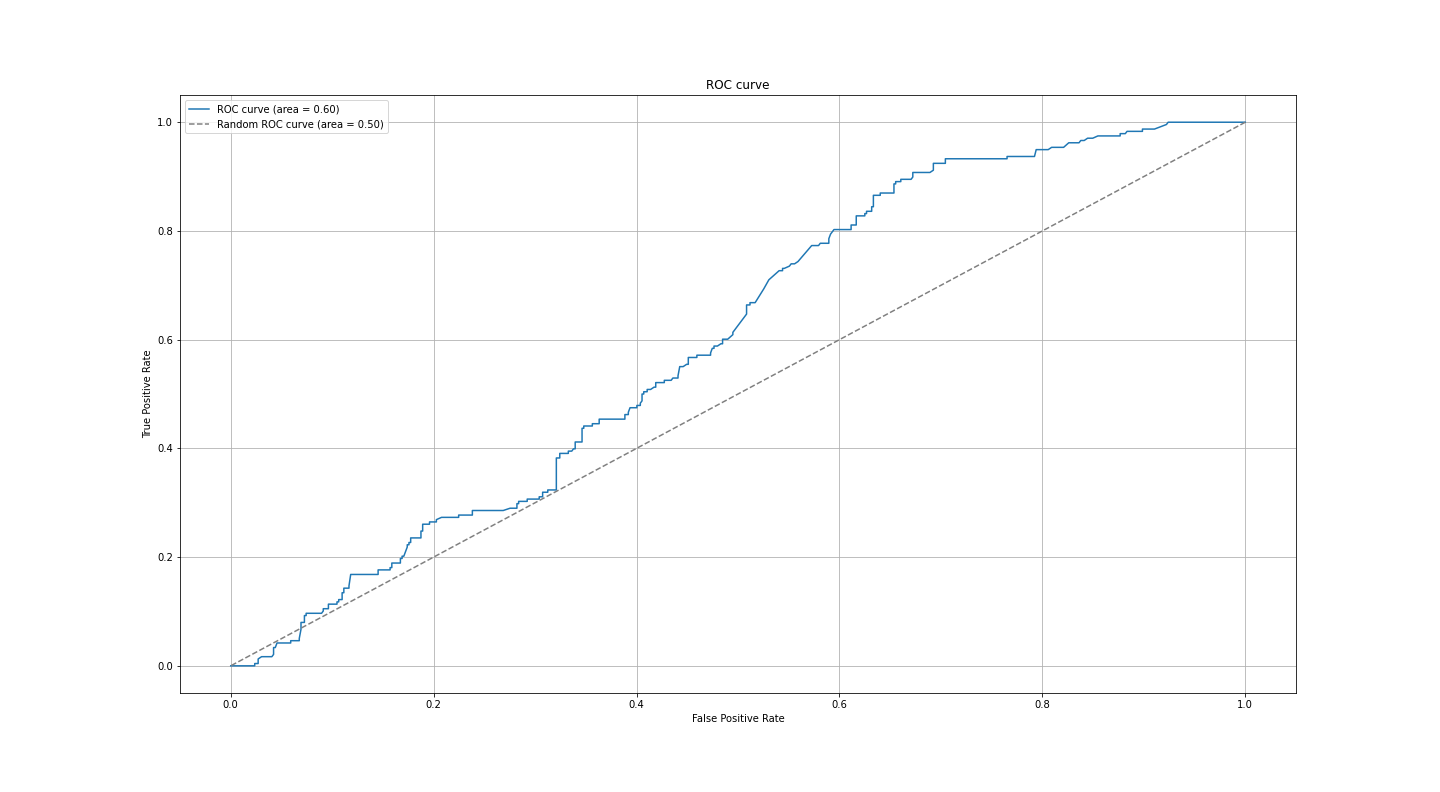 ROC curve
ROC curve (area = 0.60)
Random ROC curve (area = 0.50)
True Positive Rate
1.0
0.8
0.6
0.4
0.2
0.0
0.0 0.2 0.4 0.6 0.8 1.0
False Positive Rate